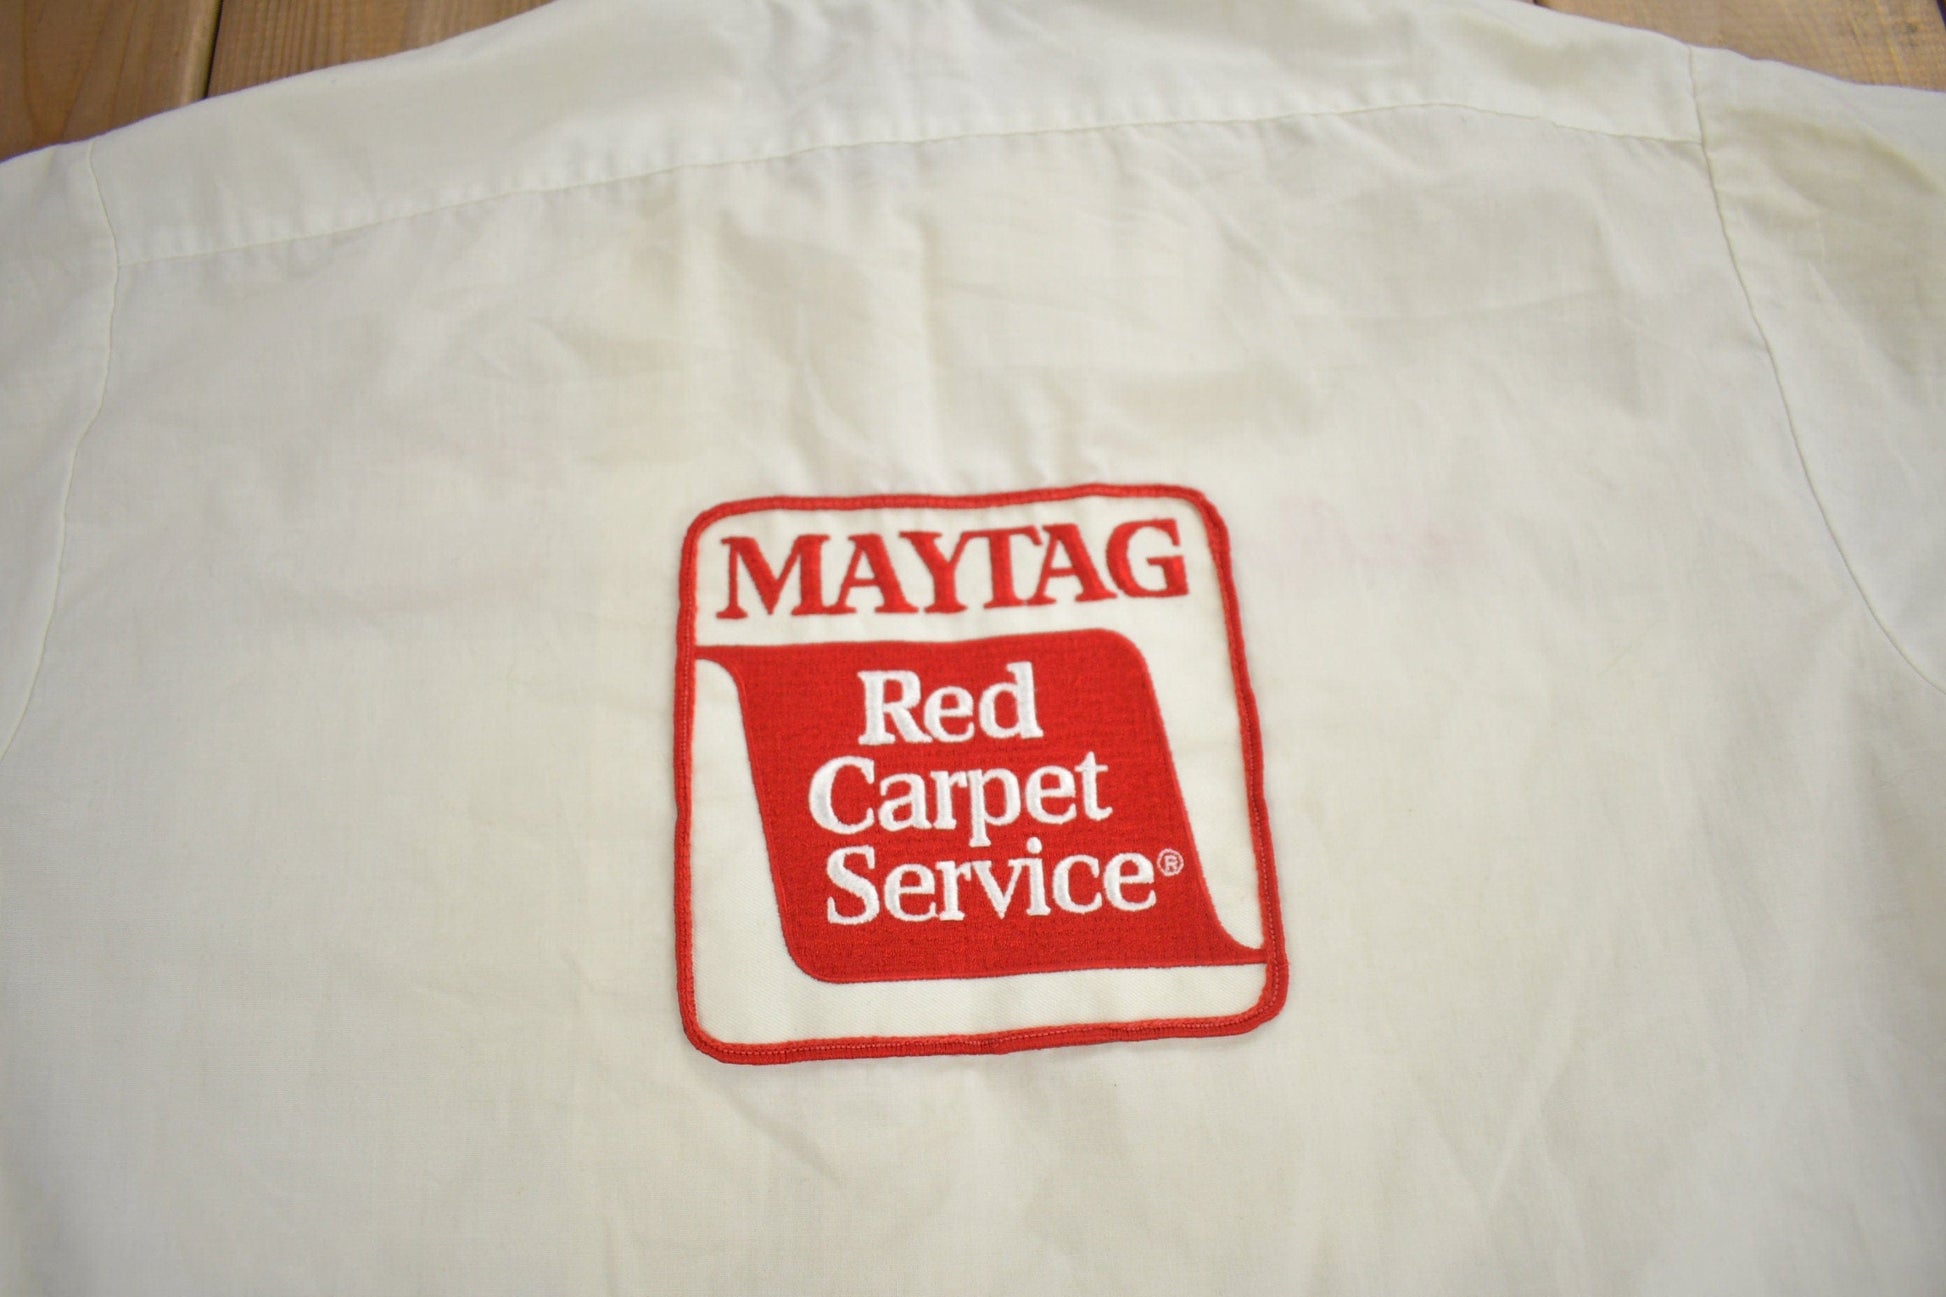 MAYTAG
Red
Carpet
Service®